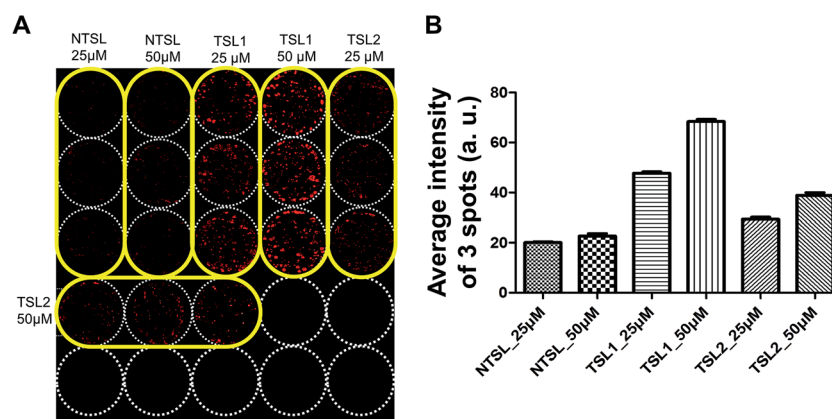 A
NTSL
25µM
NTSL
50µM
TSL1
25 µM
TSL1
50 µM
TSL2
25 µM
TSL2
50µM
B
Average intensity
of 3 spots (a. u.)
80
60
40
20
0
NTSL_25µM
NTSL_50µM
TSL1_25µM
TSL1_50µM
TSL2_25µM
TSL2_50µM